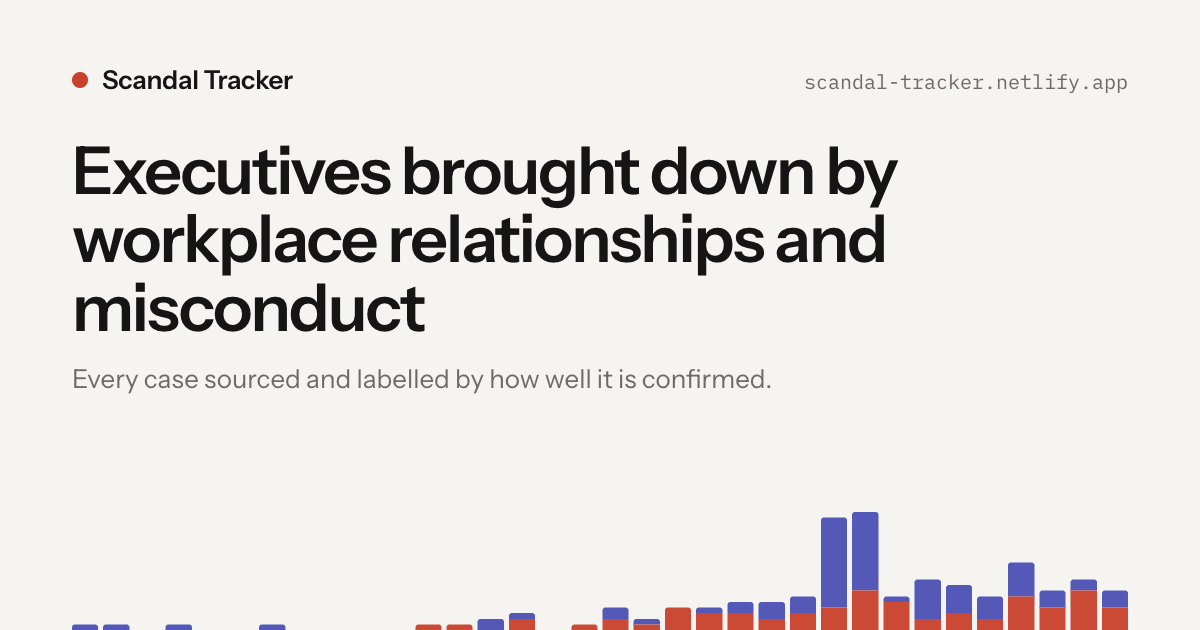 Scandal Tracker
scandal-tracker.netlify.app
Executives brought down by
workplace relationships and
misconduct
Every case sourced and labelled by how well it is confirmed.